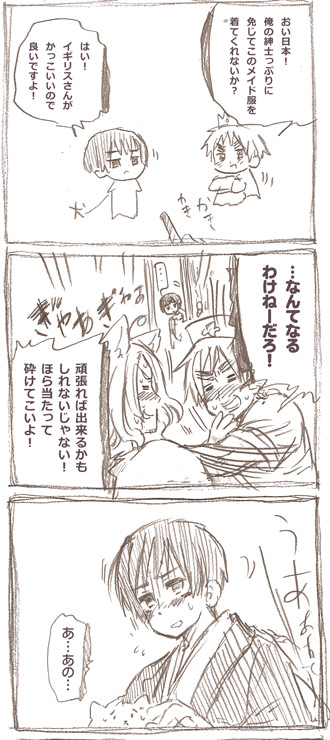 おい日本!
俺の紳士っぷりに
免じてこのメイド服を
着てくれないか?
はい!
イギリスさんが
かっこいいので
良いですよ!
かきかき
…なんてなる
わけねーだろ!
ぎゃあぎゃあ
頑張れば出来るかも
しれないじゃない!
ほら当たって
砕けてこいよ!
うあぁ
あ…あの…